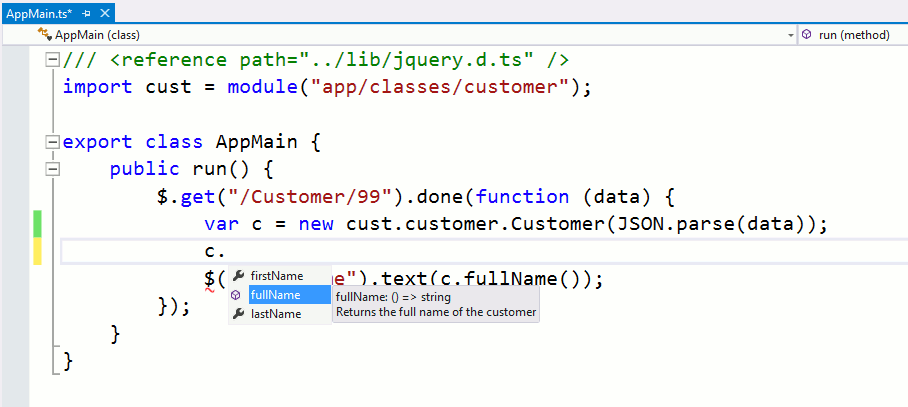 AppMain.ts*
AppMain (class) run (method)
/// <reference path="../lib/jquery.d.ts" />
import cust = module("app/classes/customer");
export class AppMain {
public run() {
$.get("/Customer/99").done(function (data) {
var c = new cust.customer.Customer(JSON.parse(data));
c.
$( e").text(c.fullName());
firstName
fullName
lastName
fullName: () => string
Returns the full name of the customer
});
}
}